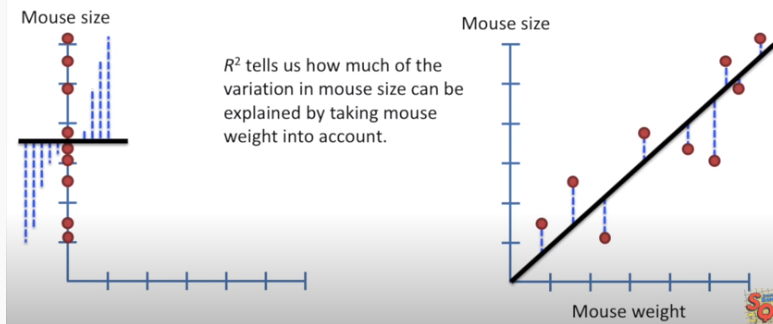 Mouse size
R² tells us how much of the
variation in mouse size can be
explained by taking mouse
weight into account.
Mouse size
Mouse weight